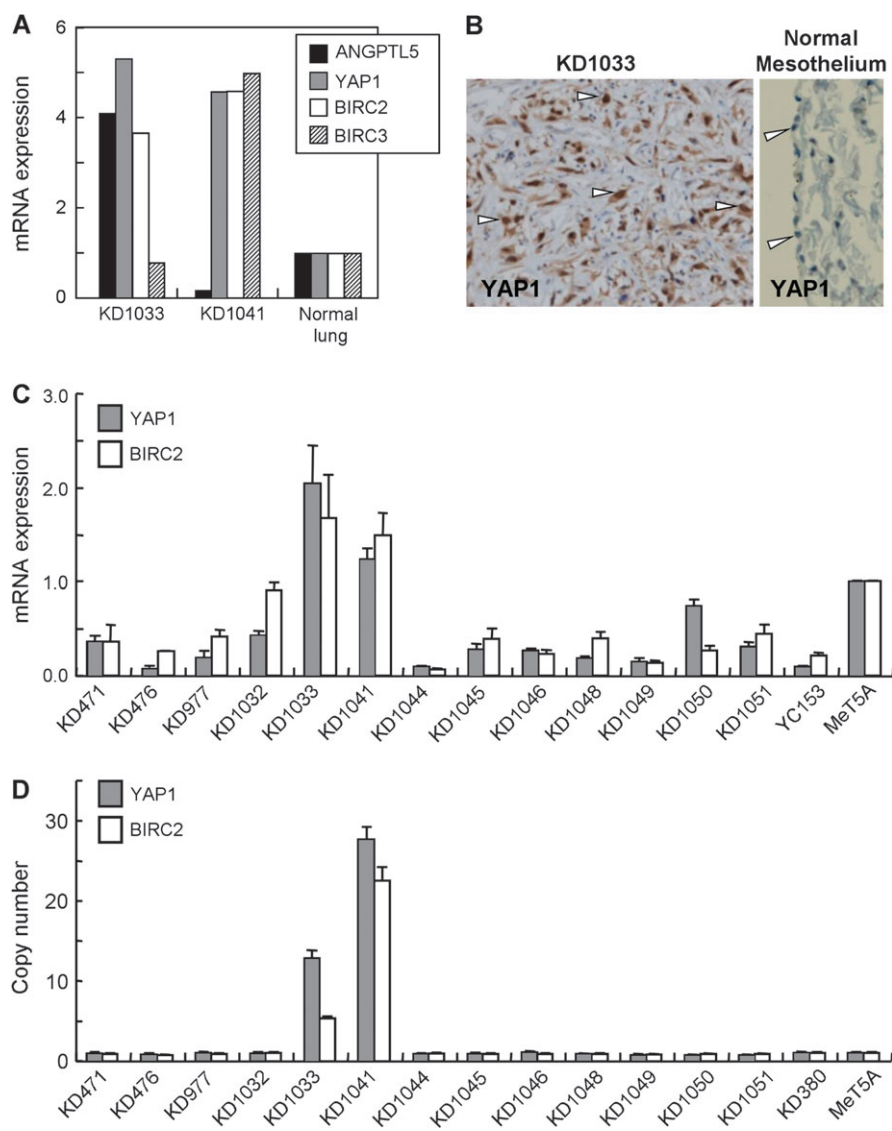 A
mRNA expression
6
4
2
0
ANGPTL5
YAP1
BIRC2
BIRC3
KD1033
KD1041
Normal
lung
B
KD1033
Normal
Mesothelium
YAP1
YAP1
C
mRNA expression
3.0
2.0
1.0
0.0
YAP1
BIRC2
KD471
KD476
KD977
KD1032
KD1033
KD1041
KD1044
KD1045
KD1046
KD1048
KD1049
KD1050
KD1051
YC153
MeT5A
D
Copy number
30
20
10
0
YAP1
BIRC2
KD471
KD476
KD977
KD1032
KD1033
KD1041
KD1044
KD1045
KD1046
KD1048
KD1049
KD1050
KD1051
KD380
MeT5A